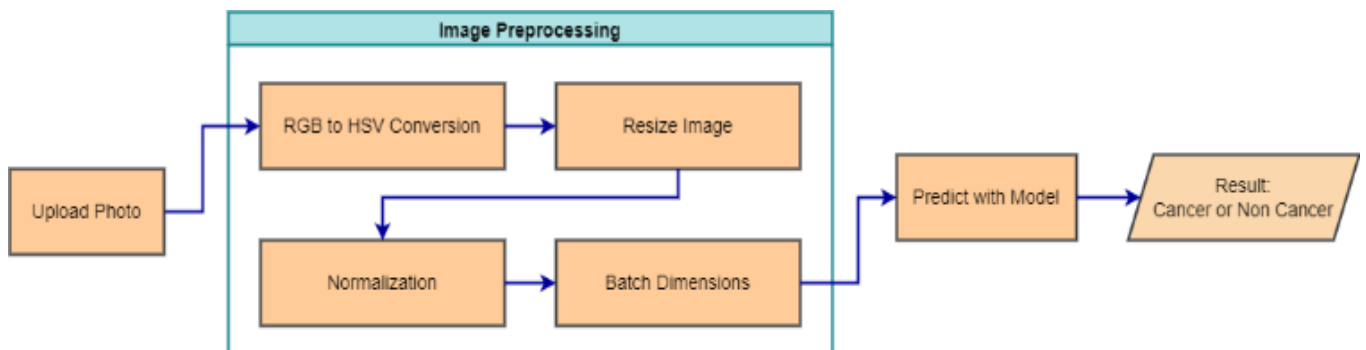 Image Preprocessing
RGB to HSV Conversion
Resize Image
Upload Photo
Normalization
Batch Dimensions
Predict with Model
Result:
Cancer or Non Cancer